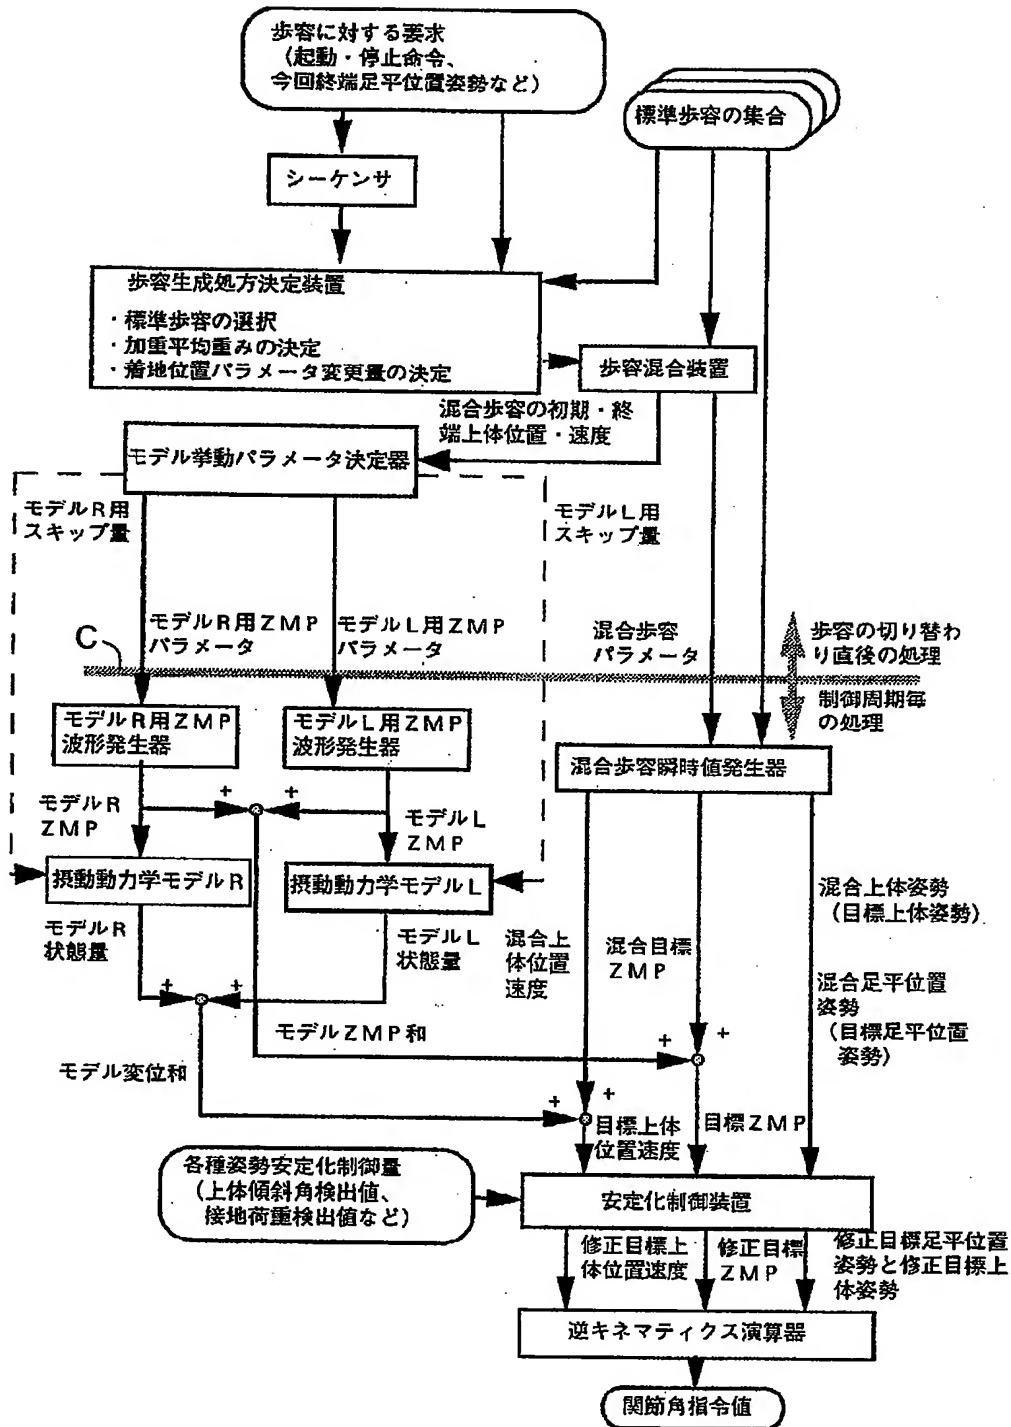 歩容に対する要求
(起動・停止命令、
今回終端足平位置姿勢など)
標準歩容の集合
シーケンサ
歩容生成処方決定装置
・標準歩容の選択
・加重平均重みの決定
・着地位置パラメータ変更量の決定
歩容混合装置
混合歩容の初期・終
端上体位置・速度
モデル挙動パラメータ決定器
モデルR用
スキップ量
モデルL用
スキップ量
モデルR用ZMP
パラメータ
モデルL用ZMP
パラメータ
混合歩容
パラメータ
歩容の切り替わ
り直後の処理
C
制御周期毎
の処理
モデルR用ZMP
波形発生器
モデルL用ZMP
波形発生器
混合歩容瞬時値発生器
+
+
モデルR
ZMP
モデルL
ZMP
摂動動力学モデルR
摂動動力学モデルL
混合上体姿勢
(目標上体姿勢)
モデルR
状態量
モデルL
状態量
混合上
体位置
速度
混合目標
ZMP
混合足平位置
姿勢
(目標足平位置
姿勢)
+
+
モデルZMP和
+
+
モデル変位和
+
+
目標上体
位置速度
目標ZMP
各種姿勢安定化制御量
(上体傾斜角検出値、
接地荷重検出値など)
安定化制御装置
修正目標上
体位置速度
修正目標
ZMP
修正目標足平位置
姿勢と修正目標上
体姿勢
逆キネマティクス演算器
関節角指令値